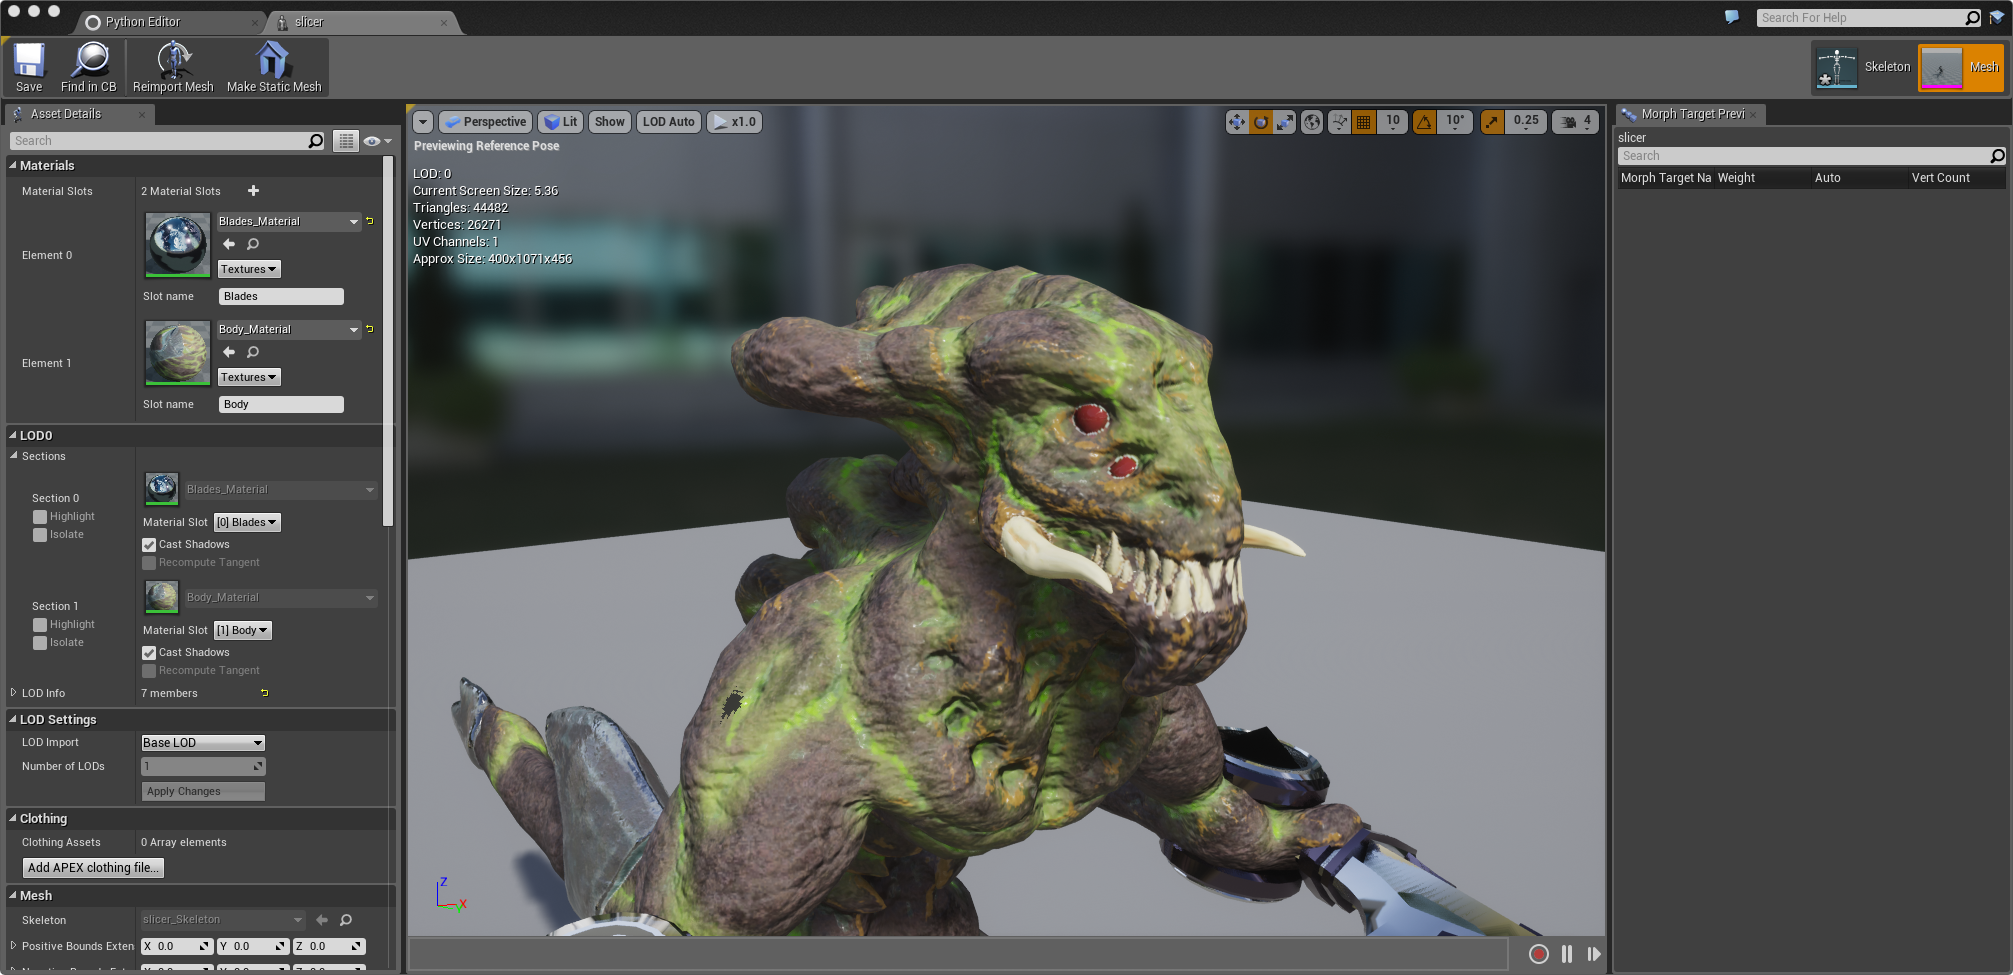 Python Editor
slicer
Search For Help
Save
Find in CB
Reimport Mesh
Make Static Mesh
Skeleton
Mesh
Asset Details
Search
Materials
Material Slots
2 Material Slots
Element 0
Blades_Material
Textures
Slot name
Blades
Element 1
Body_Material
Textures
Slot name
Body
LOD0
Sections
Section 0
Highlight
Isolate
Blades_Material
Material Slot [0] Blades
Cast Shadows
Recompute Tangent
Section 1
Highlight
Isolate
Body_Material
Material Slot [1] Body
Cast Shadows
Recompute Tangent
LOD Info
7 members
LOD Settings
LOD Import
Base LOD
Number of LODs
1
Apply Changes
Clothing
Clothing Assets
0 Array elements
Add APEX clothing file...
Mesh
Skeleton
slicer_Skeleton
Positive Bounds Exten
X 0.0
Y 0.0
Z 0.0
Perspective
Lit
Show
LOD Auto
x1.0
10
10°
0.25
4
Previewing Reference Pose
LOD: 0
Current Screen Size: 5.36
Triangles: 44482
Vertices: 26271
UV Channels: 1
Approx Size: 400x1071x456
Z
X
Y
Morph Target Previ
slicer
Search
Morph Target Na
Weight
Auto
Vert Count